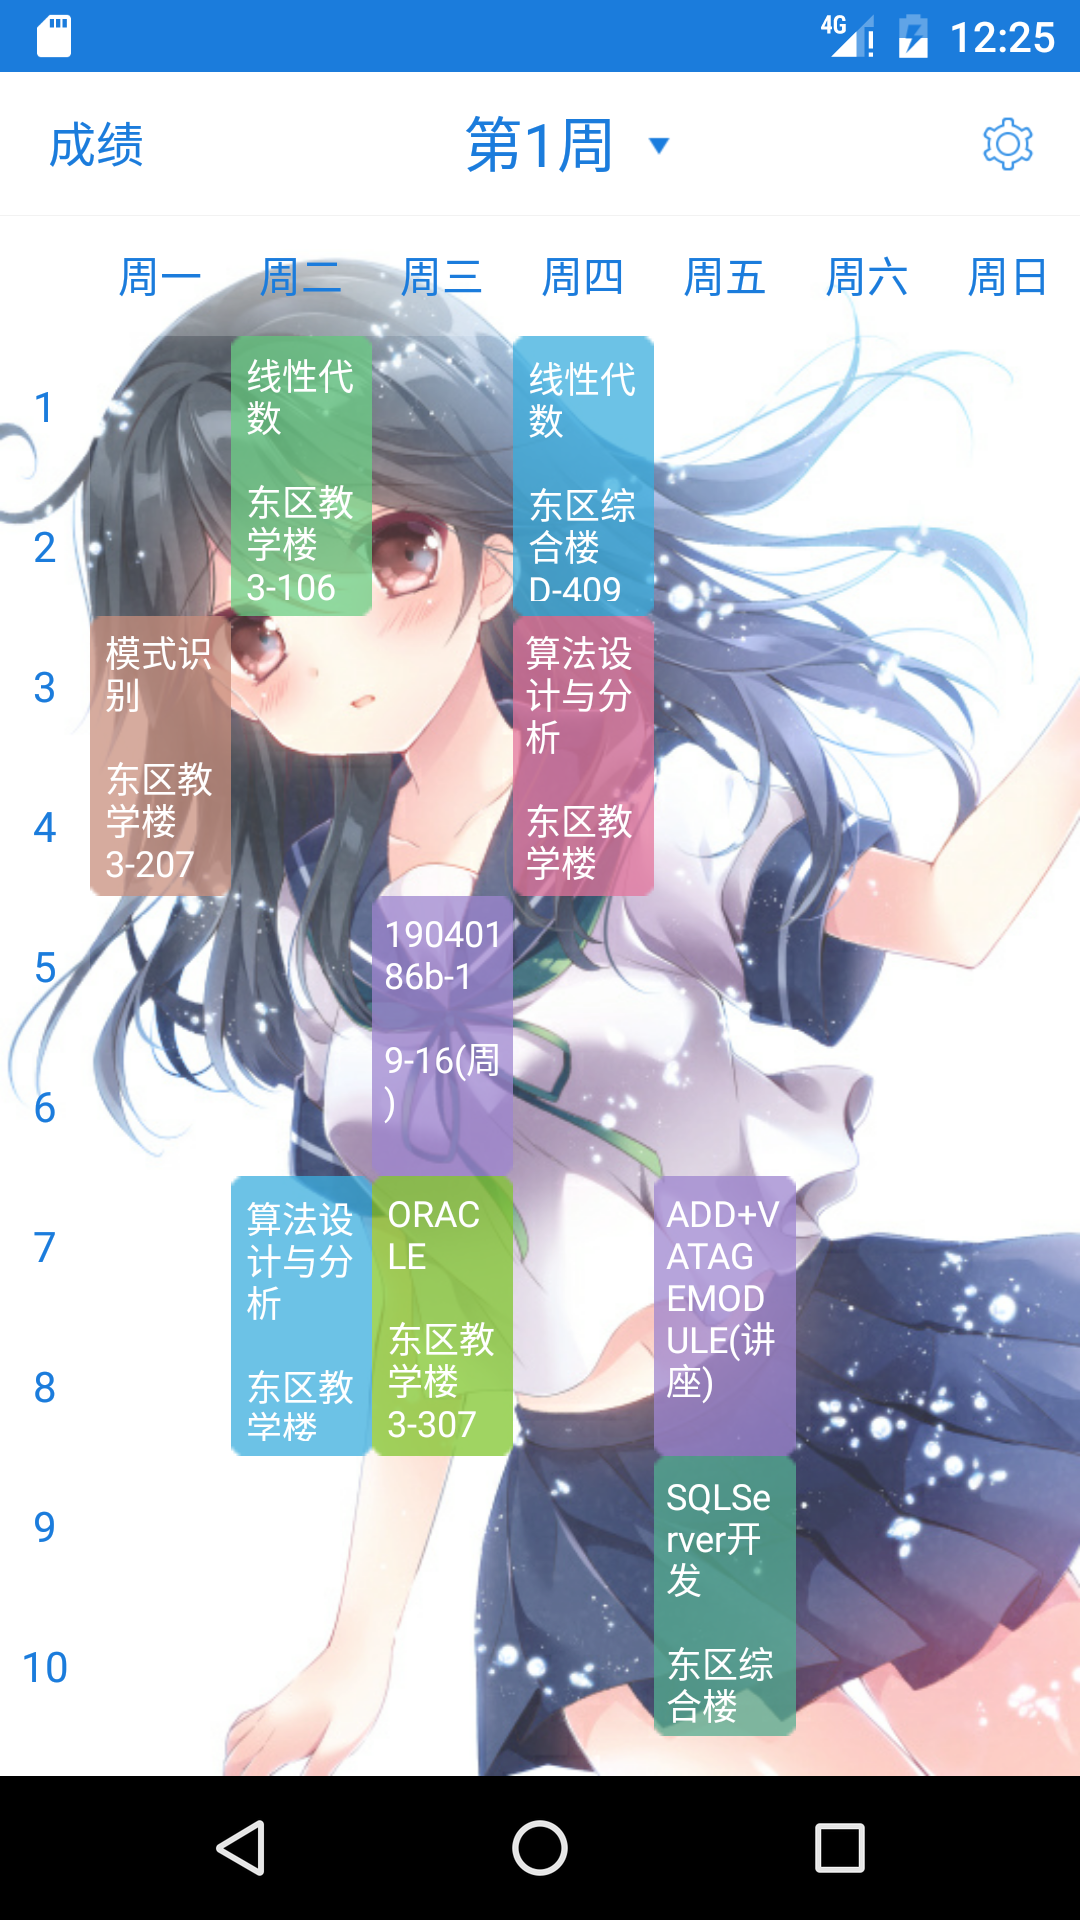 4G
12:25
成绩
第1周
周一
周二
周三
周四
周五
周六
周日
1
2
3
4
5
6
7
8
9
10
线性代
数
东区教
学楼
3-106
线性代
数
东区综
合楼
D-409
模式识
别
东区教
学楼
3-207
算法设
计与分
析
东区教
学楼
190401
86b-1
9-16(周
)
算法设
计与分
析
东区教
学楼
ORAC
LE
东区教
学楼
3-307
ADD+V
ATAG
EMOD
ULE(讲
座)
SQLSe
rver开
发
东区综
合楼